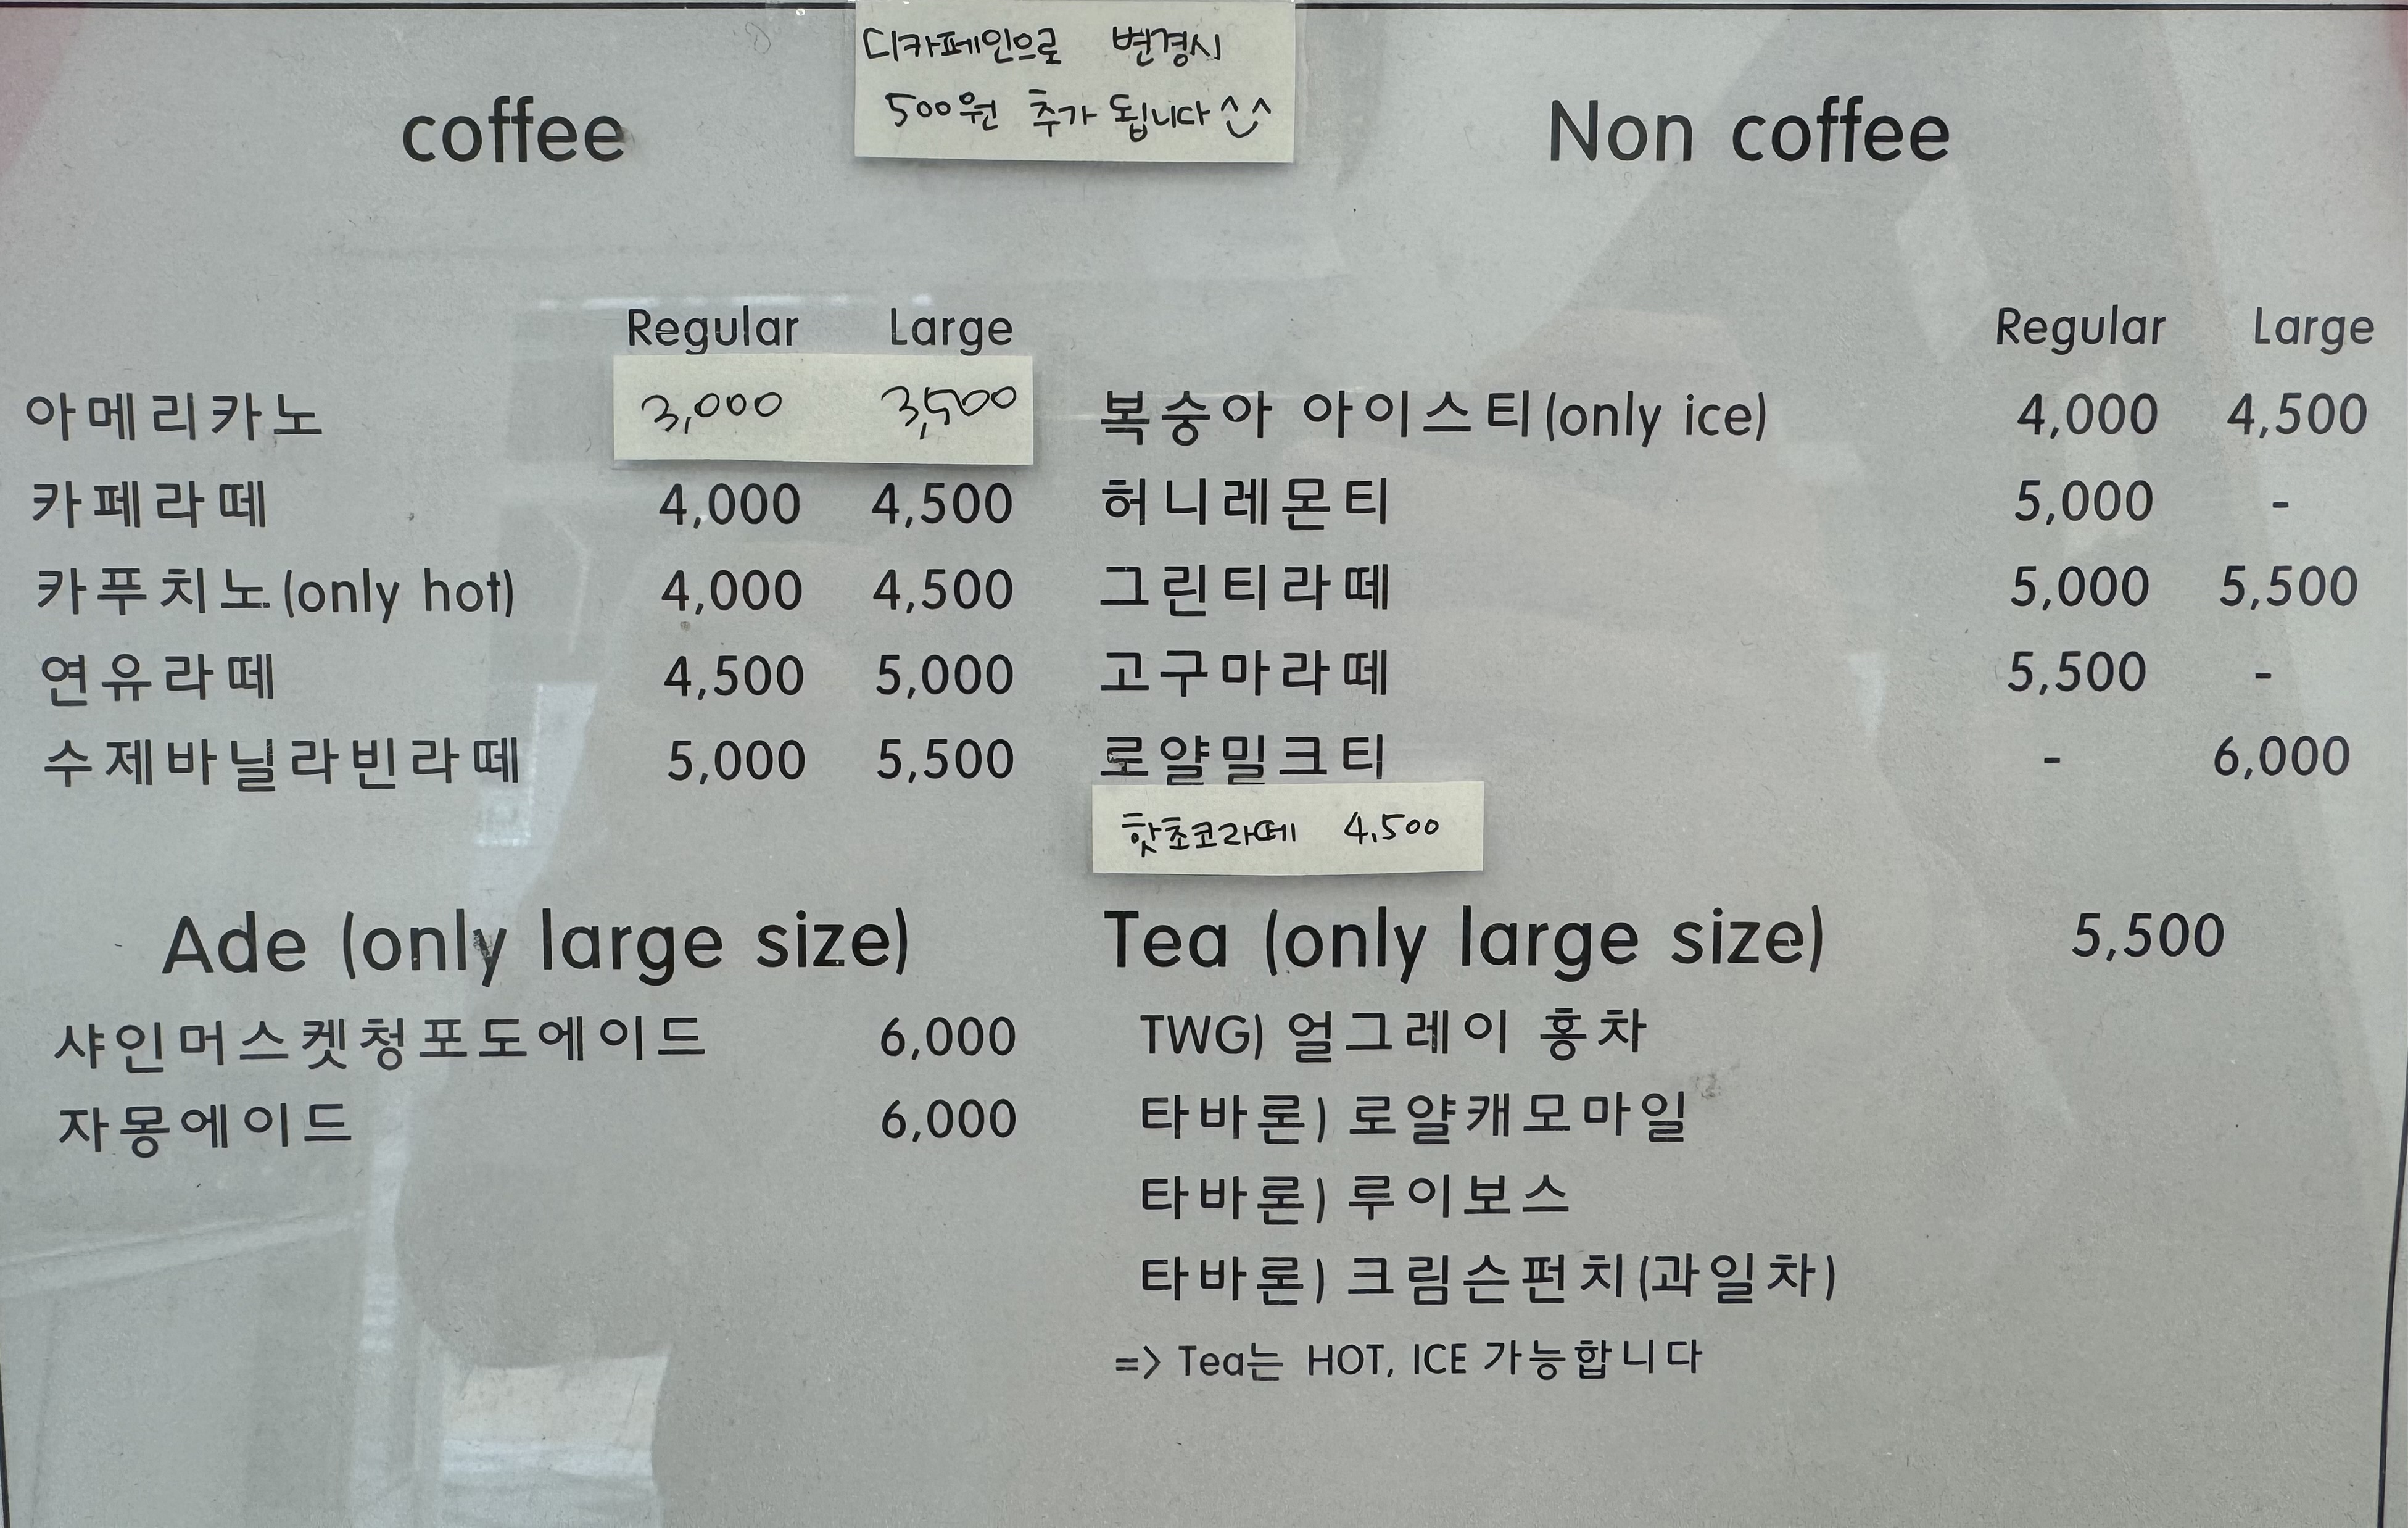 디카페인으로 변경시
500원 추가 됩니다 ^^
coffee
Regular Large
아메리카노 3,000 3,500
카페라떼 4,000 4,500
카푸치노(only hot) 4,000 4,500
연유라떼 4,500 5,000
수제바닐라빈라떼 5,000 5,500
Non coffee
Regular Large
복숭아 아이스티(only ice) 4,000 4,500
허니레몬티 5,000 -
그린티라떼 5,000 5,500
고구마라떼 5,500 -
로얄밀크티 - 6,000
핫초코라떼 4,500
Ade (only large size)
샤인머스켓청포도에이드 6,000
자몽에이드 6,000
Tea (only large size) 5,500
TWG) 얼그레이 홍차
타바론) 로얄캐모마일
타바론) 루이보스
타바론) 크림슨펀치(과일차)
=> Tea는 HOT, ICE 가능합니다